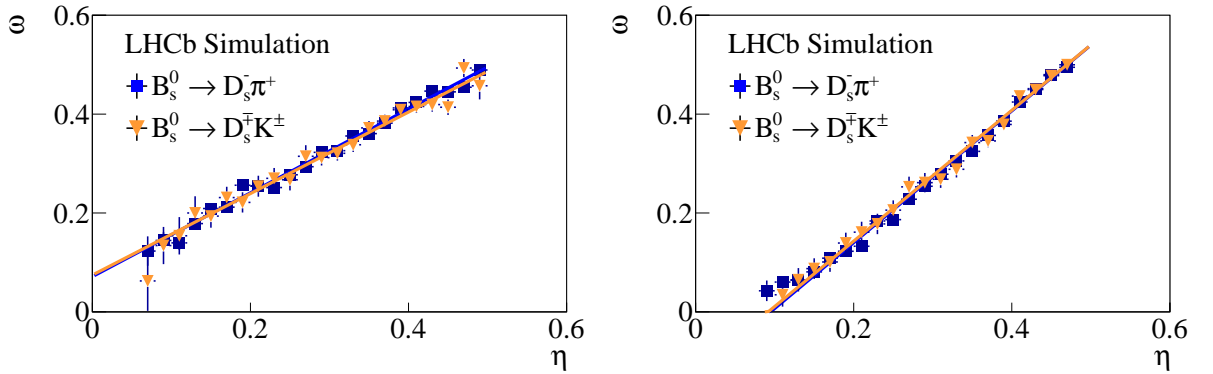 ω
0.6
0.4
0.2
0
LHCb Simulation
B⁰ₛ → D⁻ₛπ⁺
B⁰ₛ → D∓ₛK±
0 0.2 0.4 0.6
η
ω
0.6
0.4
0.2
0
LHCb Simulation
B⁰ₛ → D⁻ₛπ⁺
B⁰ₛ → D∓ₛK±
0 0.2 0.4 0.6
η